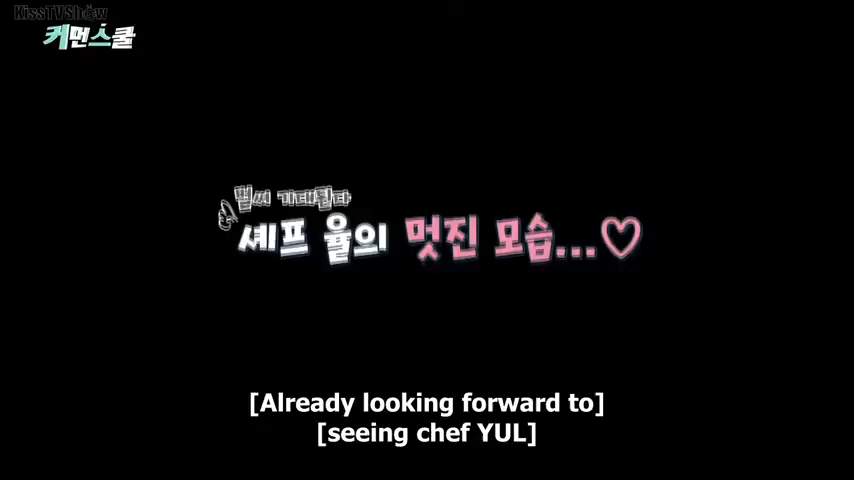 KissTVShow
커먼스쿨
벌써 기대된다
셰프 율의 멋진 모습...♡
[Already looking forward to]
[seeing chef YUL]